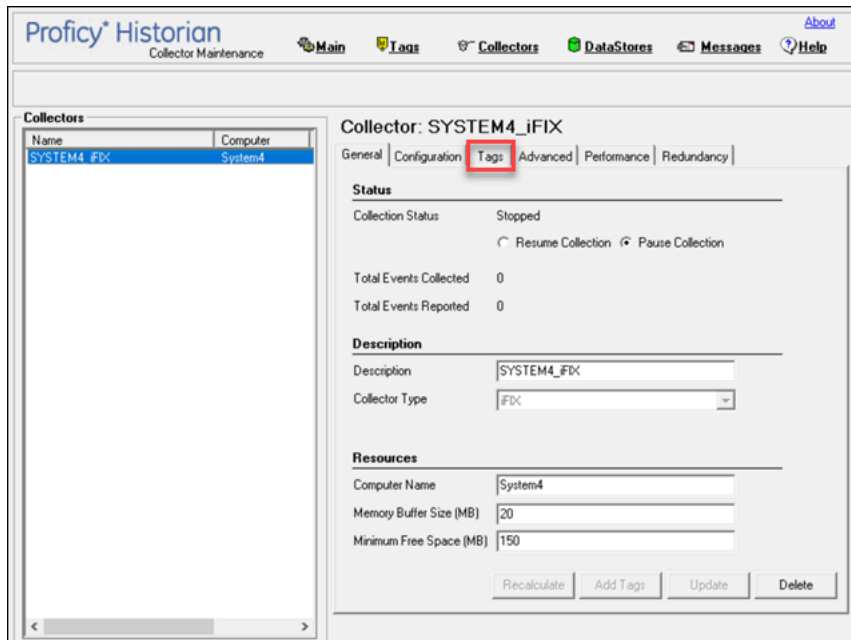 About
Proficy* Historian
Collector Maintenance
Main Tags Collectors DataStores Messages Help
Collectors
Name Computer
SYSTEM4_iFIX System4
Collector: SYSTEM4_iFIX
General Configuration Tags Advanced Performance Redundancy
Status
Collection Status Stopped
Resume Collection Pause Collection
Total Events Collected 0
Total Events Reported 0
Description
Description SYSTEM4_iFIX
Collector Type iFIX
Resources
Computer Name System4
Memory Buffer Size (MB) 20
Minimum Free Space (MB) 150
Recalculate Add Tags Update Delete